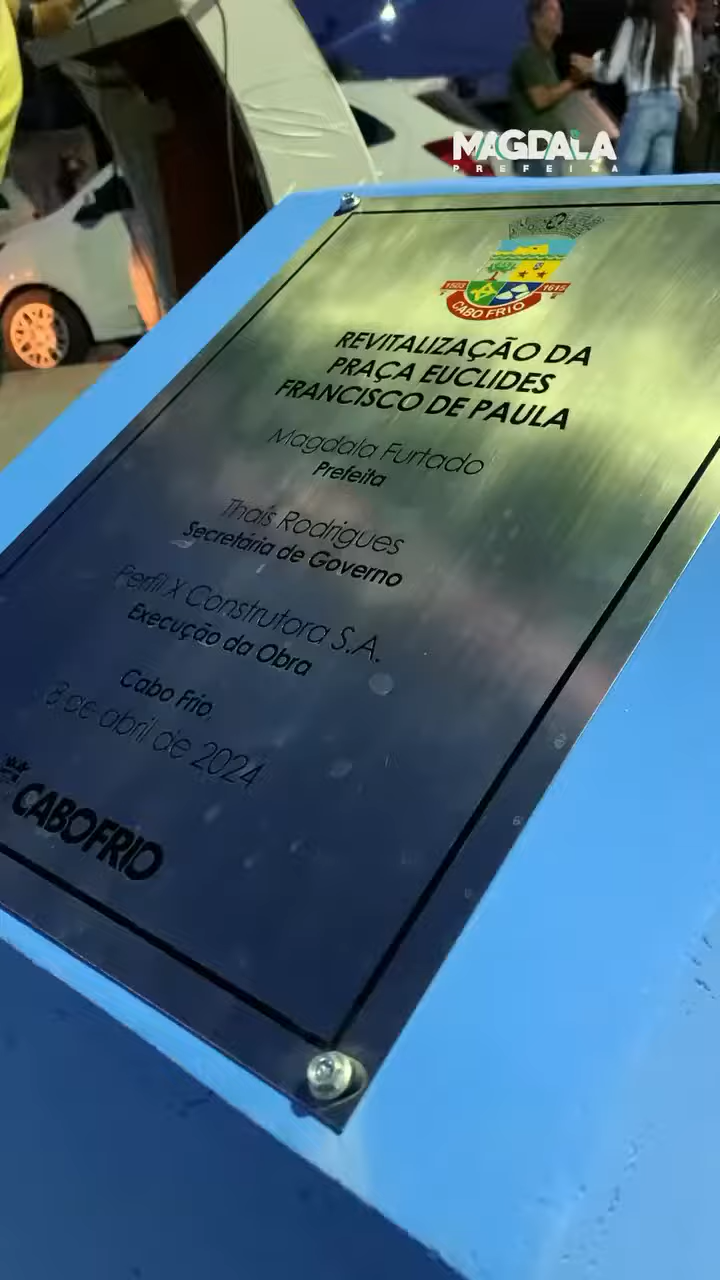 MAGDALA
PREFEITA
1503 1615
CABO FRIO
REVITALIZAÇÃO DA
PRAÇA EUCLIDES
FRANCISCO DE PAULA
Magdala Furtado
Prefeita
Thaís Rodrigues
Secretária de Governo
Perfil X Construtora S.A.
Execução da Obra
Cabo Frio,
8 de abril de 2024
CABOFRIO